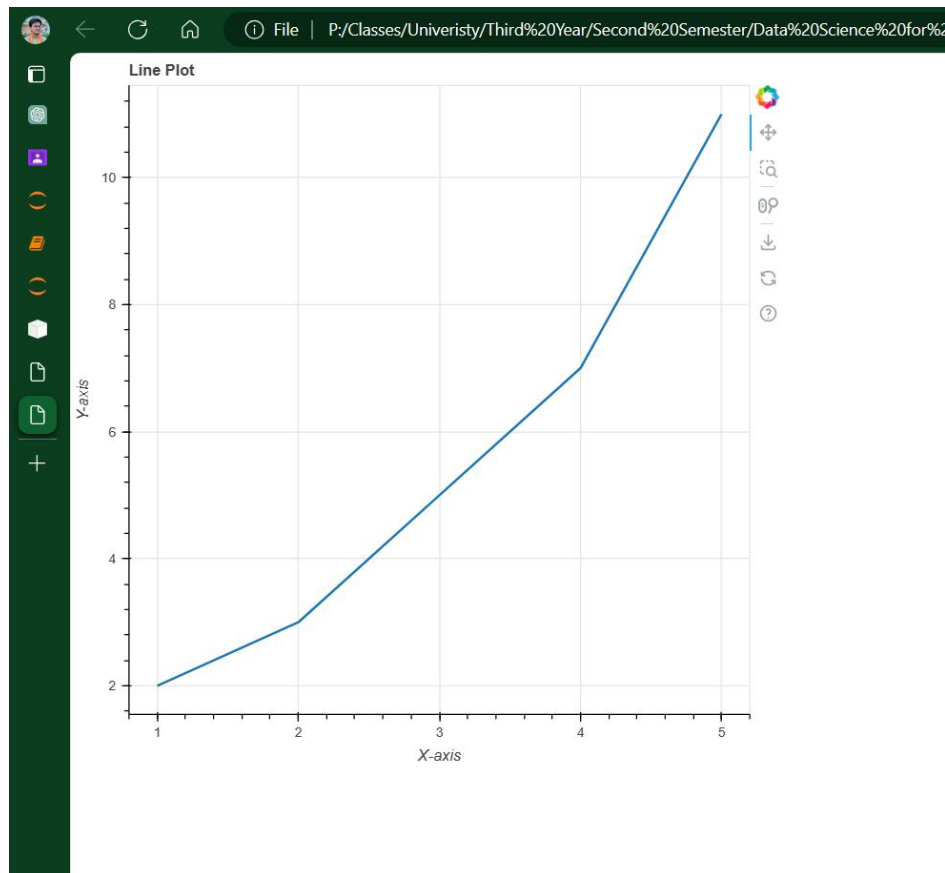 File | P:/Classes/Univeristy/Third%20Year/Second%20Semester/Data%20Science%20for%2
Line Plot
10
8
Y-axis
6
4
2
1 2 3 4 5
X-axis